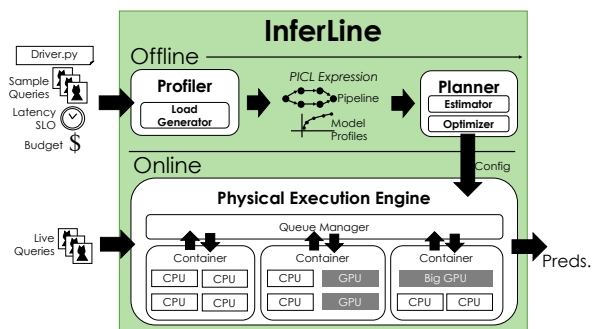 InferLine
Offline
Driver.py
Sample
Queries
Latency
SLO
Budget $
Profiler
Load
Generator
PICL Expression
Pipeline
Model
Profiles
Planner
Estimator
Optimizer
Online
Config
Physical Execution Engine
Queue Manager
Live
Queries
Container
CPU CPU
CPU CPU
Container
CPU GPU
CPU GPU
Container
Big GPU
CPU CPU
Preds.